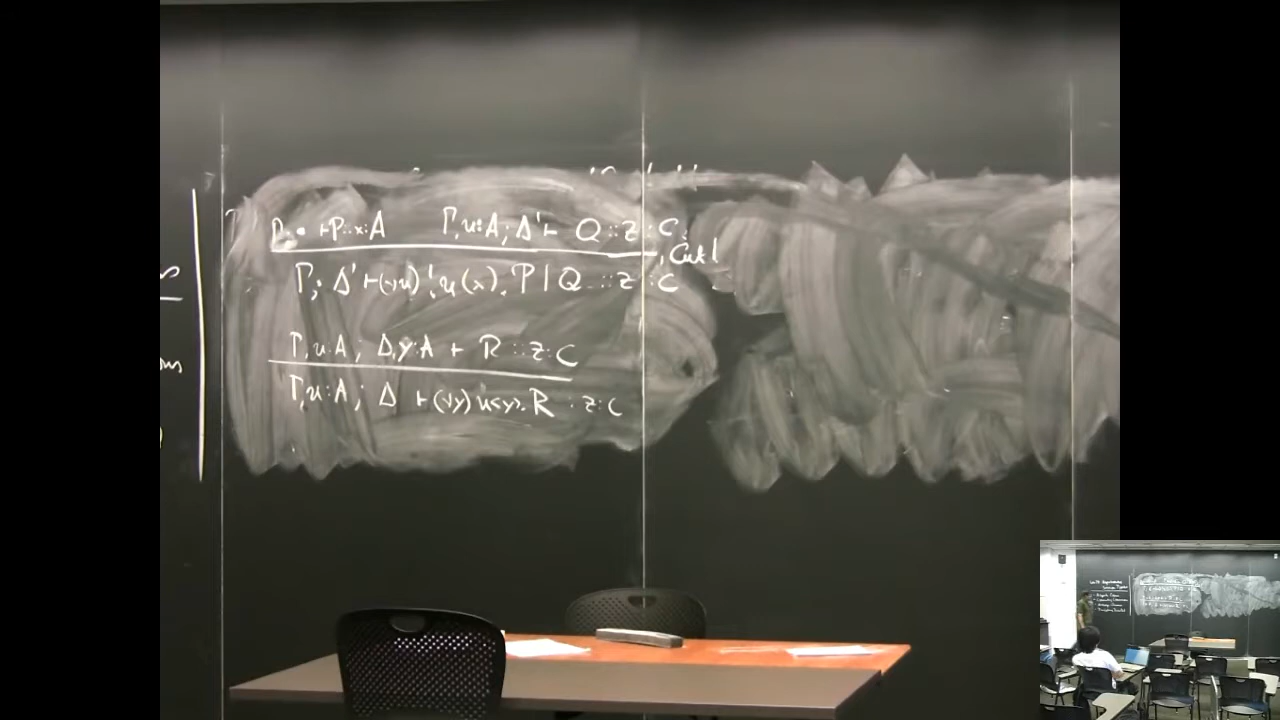 Γ; • ⊢ P :: x:A    Γ, u:A; Δ' ⊢ Q :: z:C
Cut!
Γ; Δ' ⊢ (νu) !u(x). P | Q :: z:C
Γ, u:A; Δ, y:A ⊢ R :: z:C
Γ, u:A; Δ ⊢ (νy) u<y>. R :: z:C